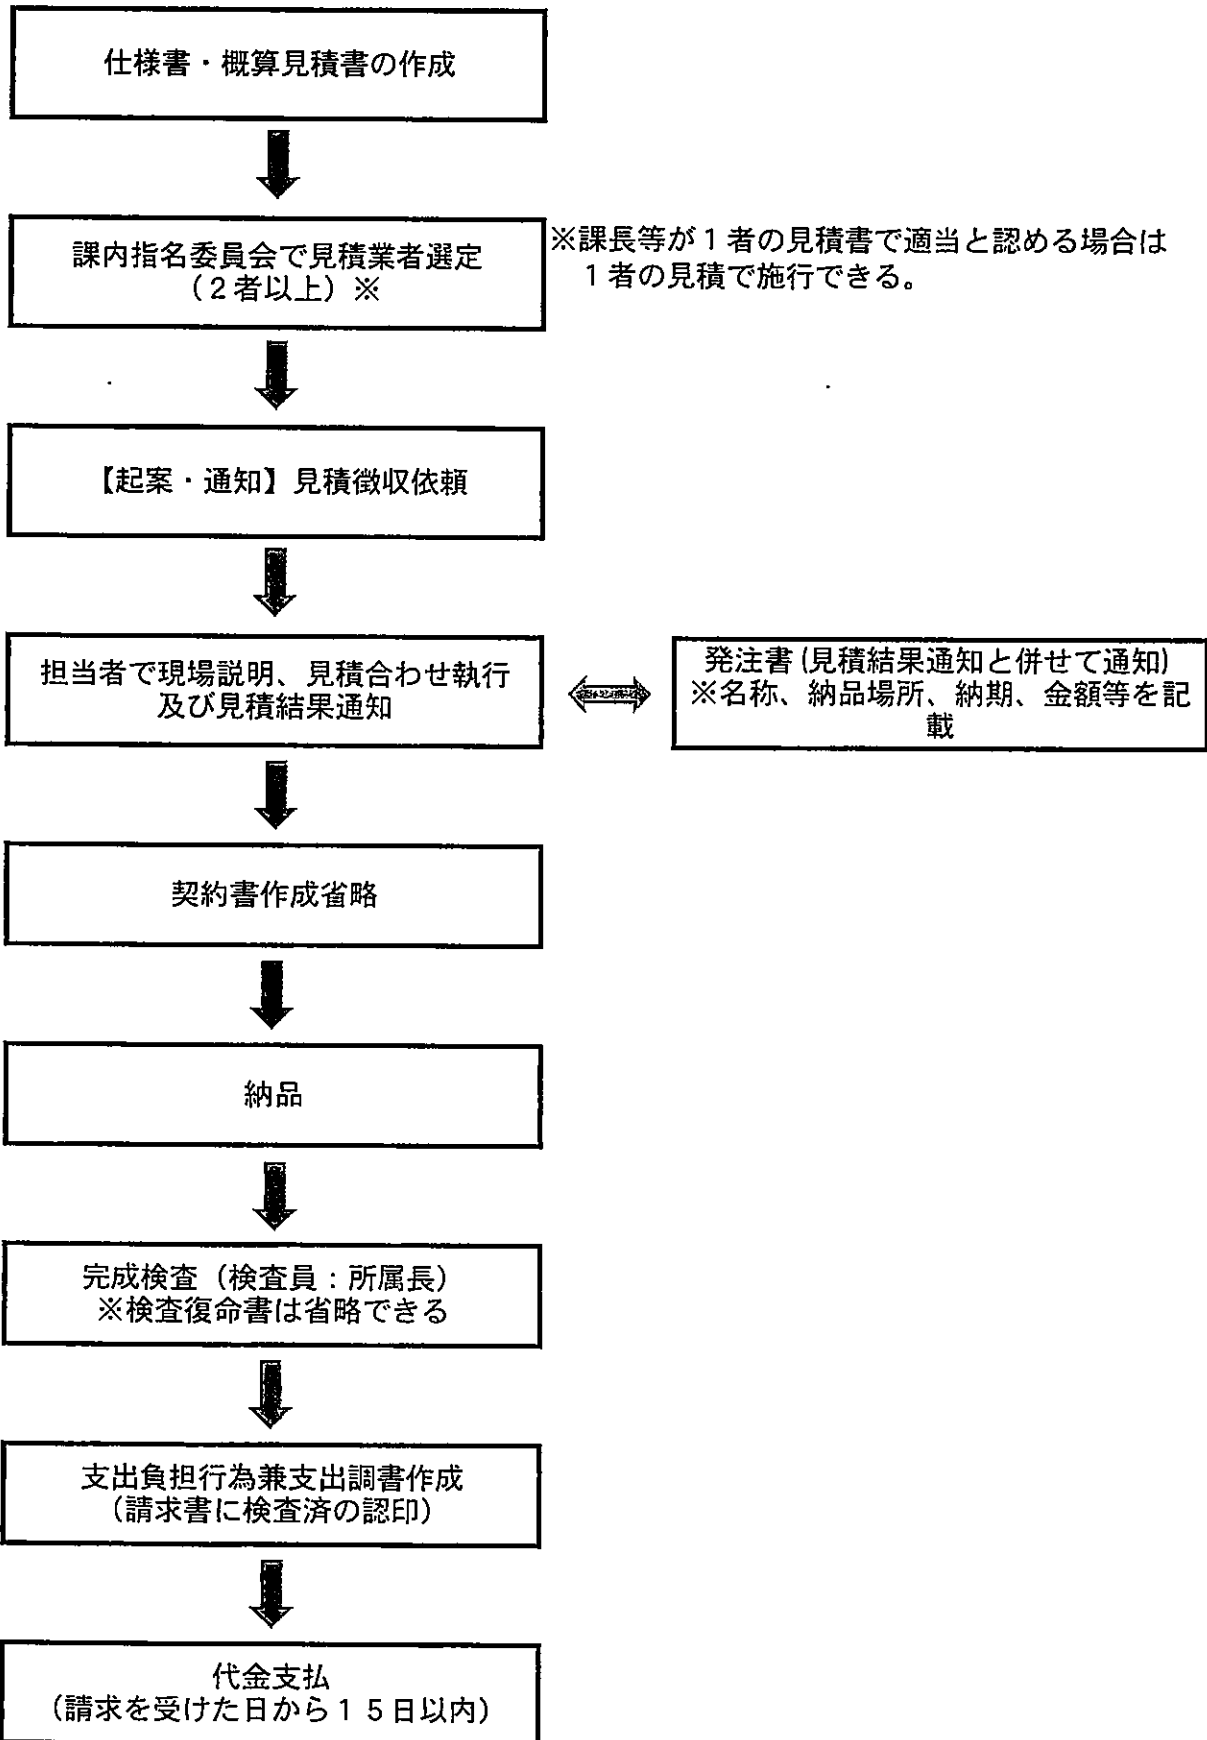 仕様書・概算見積書の作成
課内指名委員会で見積業者選定
（２者以上）※
※課長等が１者の見積書で適当と認める場合は
１者の見積で施行できる。
【起案・通知】見積徴収依頼
担当者で現場説明、見積合わせ執行
及び見積結果通知
発注書(見積結果通知と併せて通知)
※名称、納品場所、納期、金額等を記
載
契約書作成省略
納品
完成検査（検査員：所属長）
※検査復命書は省略できる
支出負担行為兼支出調書作成
（請求書に検査済の認印）
代金支払
（請求を受けた日から１５日以内）